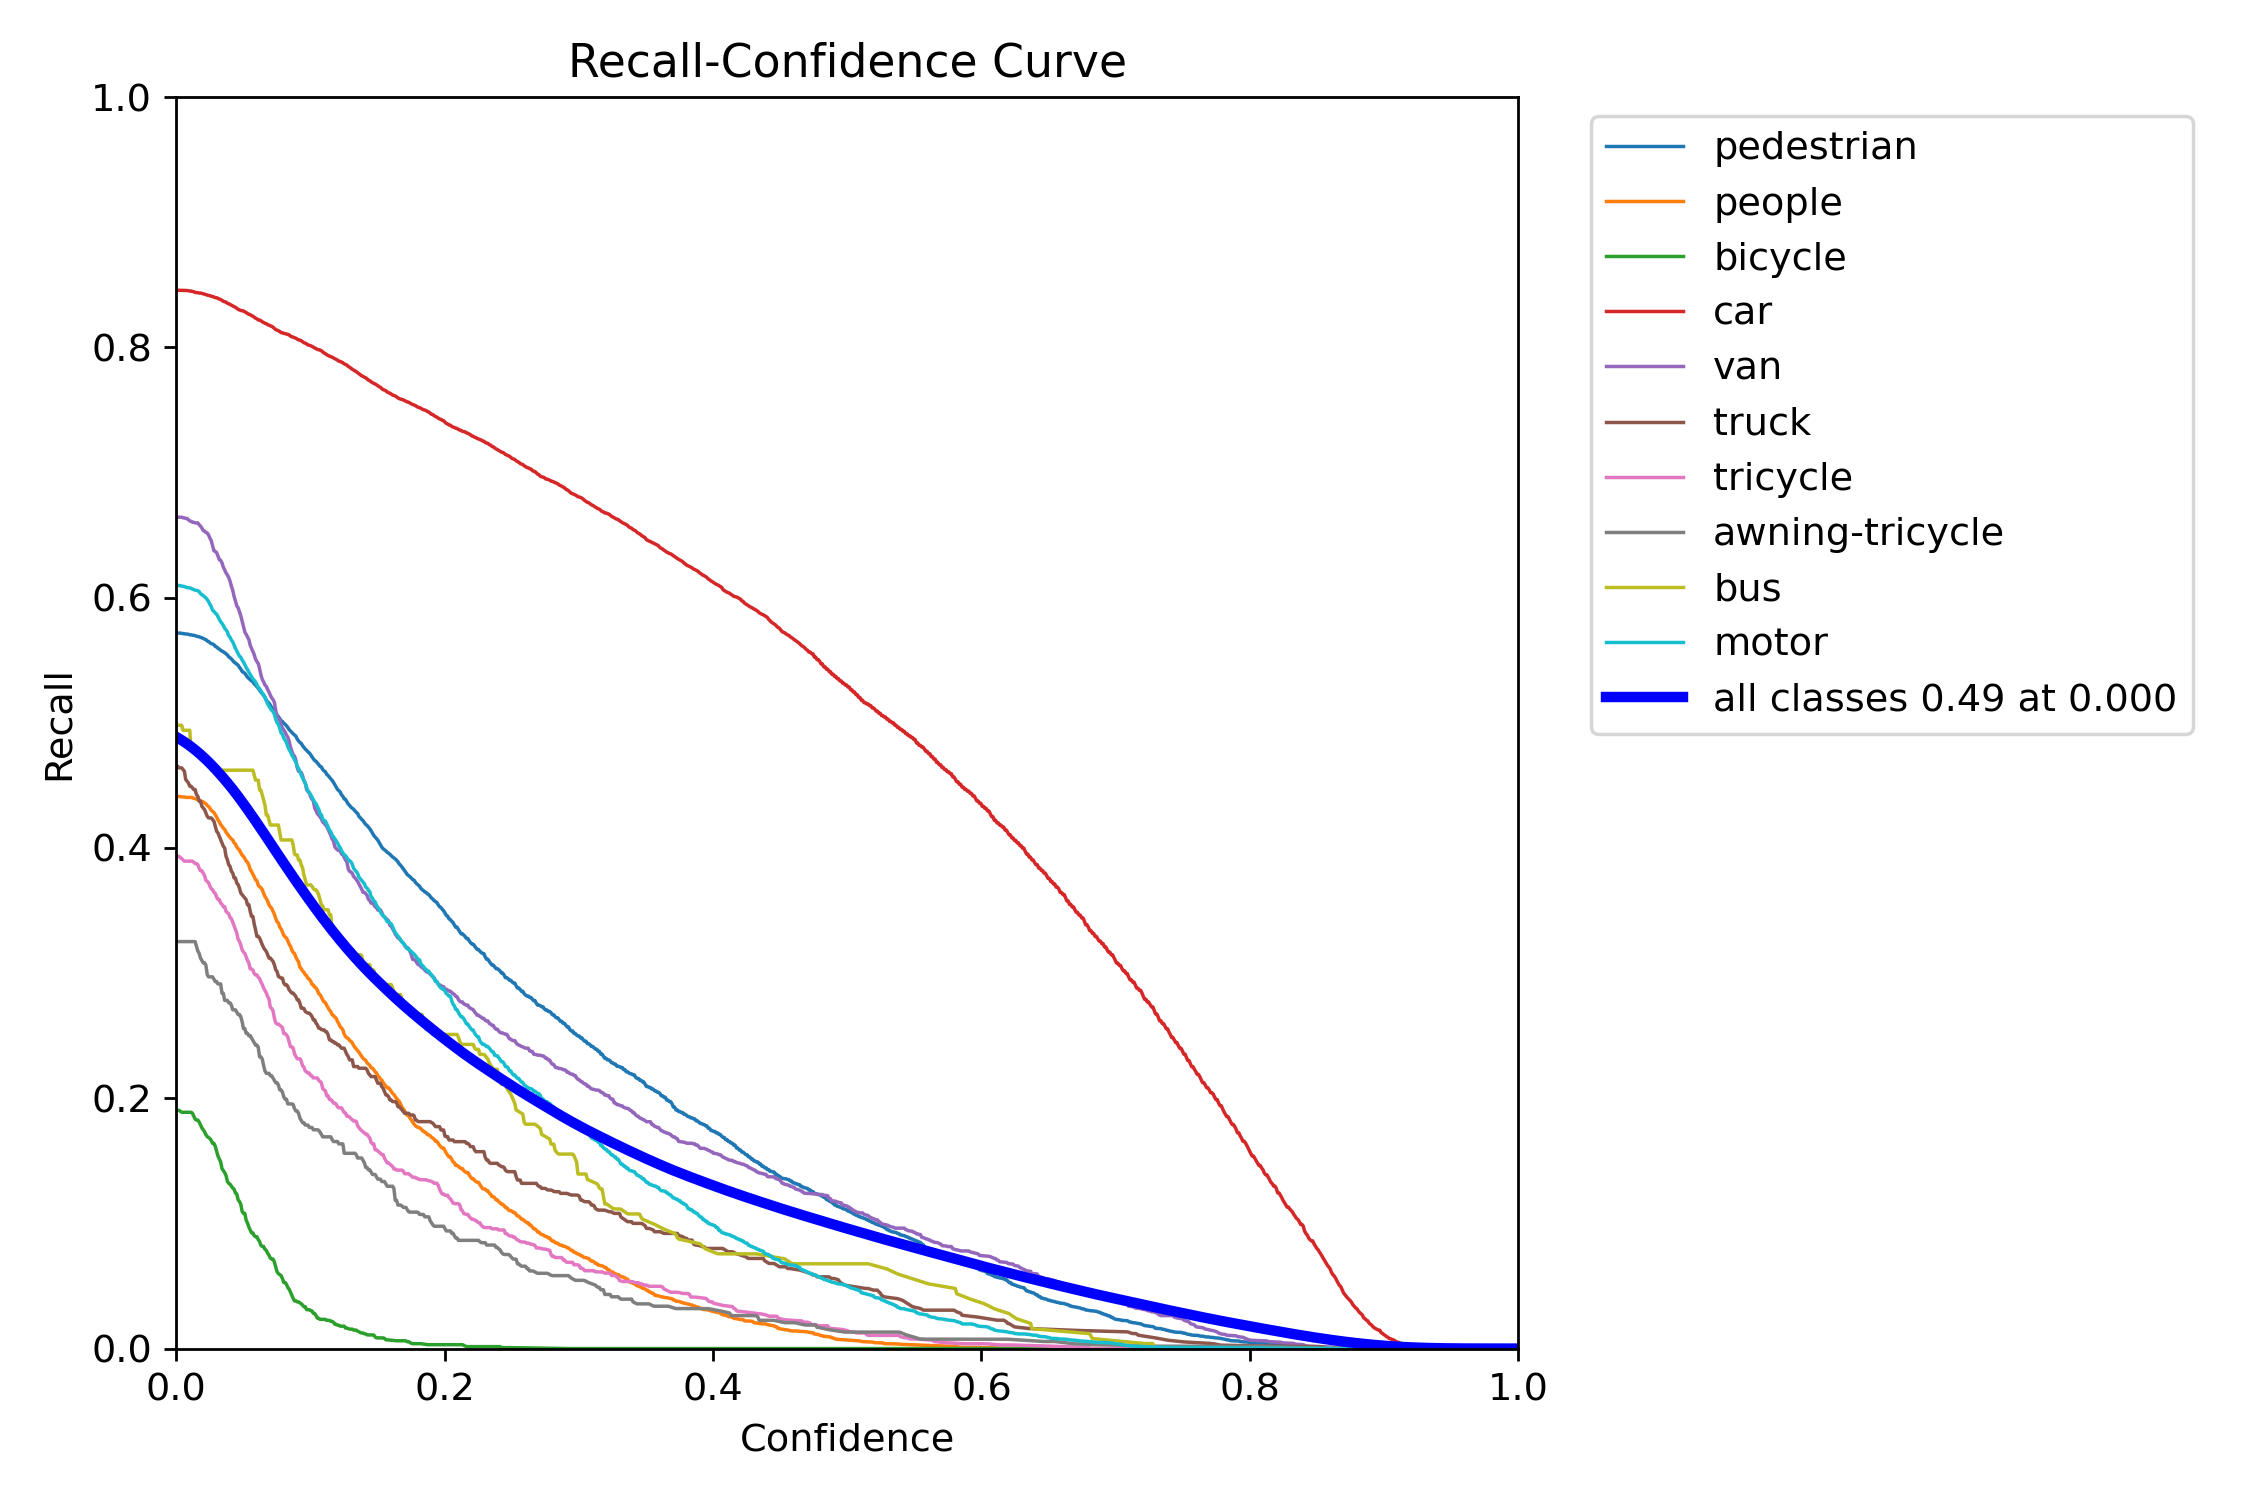 Recall-Confidence Curve
1.0
0.8
0.6
0.4
0.2
0.0
Recall
0.0 0.2 0.4 0.6 0.8 1.0
Confidence
pedestrian
people
bicycle
car
van
truck
tricycle
awning-tricycle
bus
motor
all classes 0.49 at 0.000